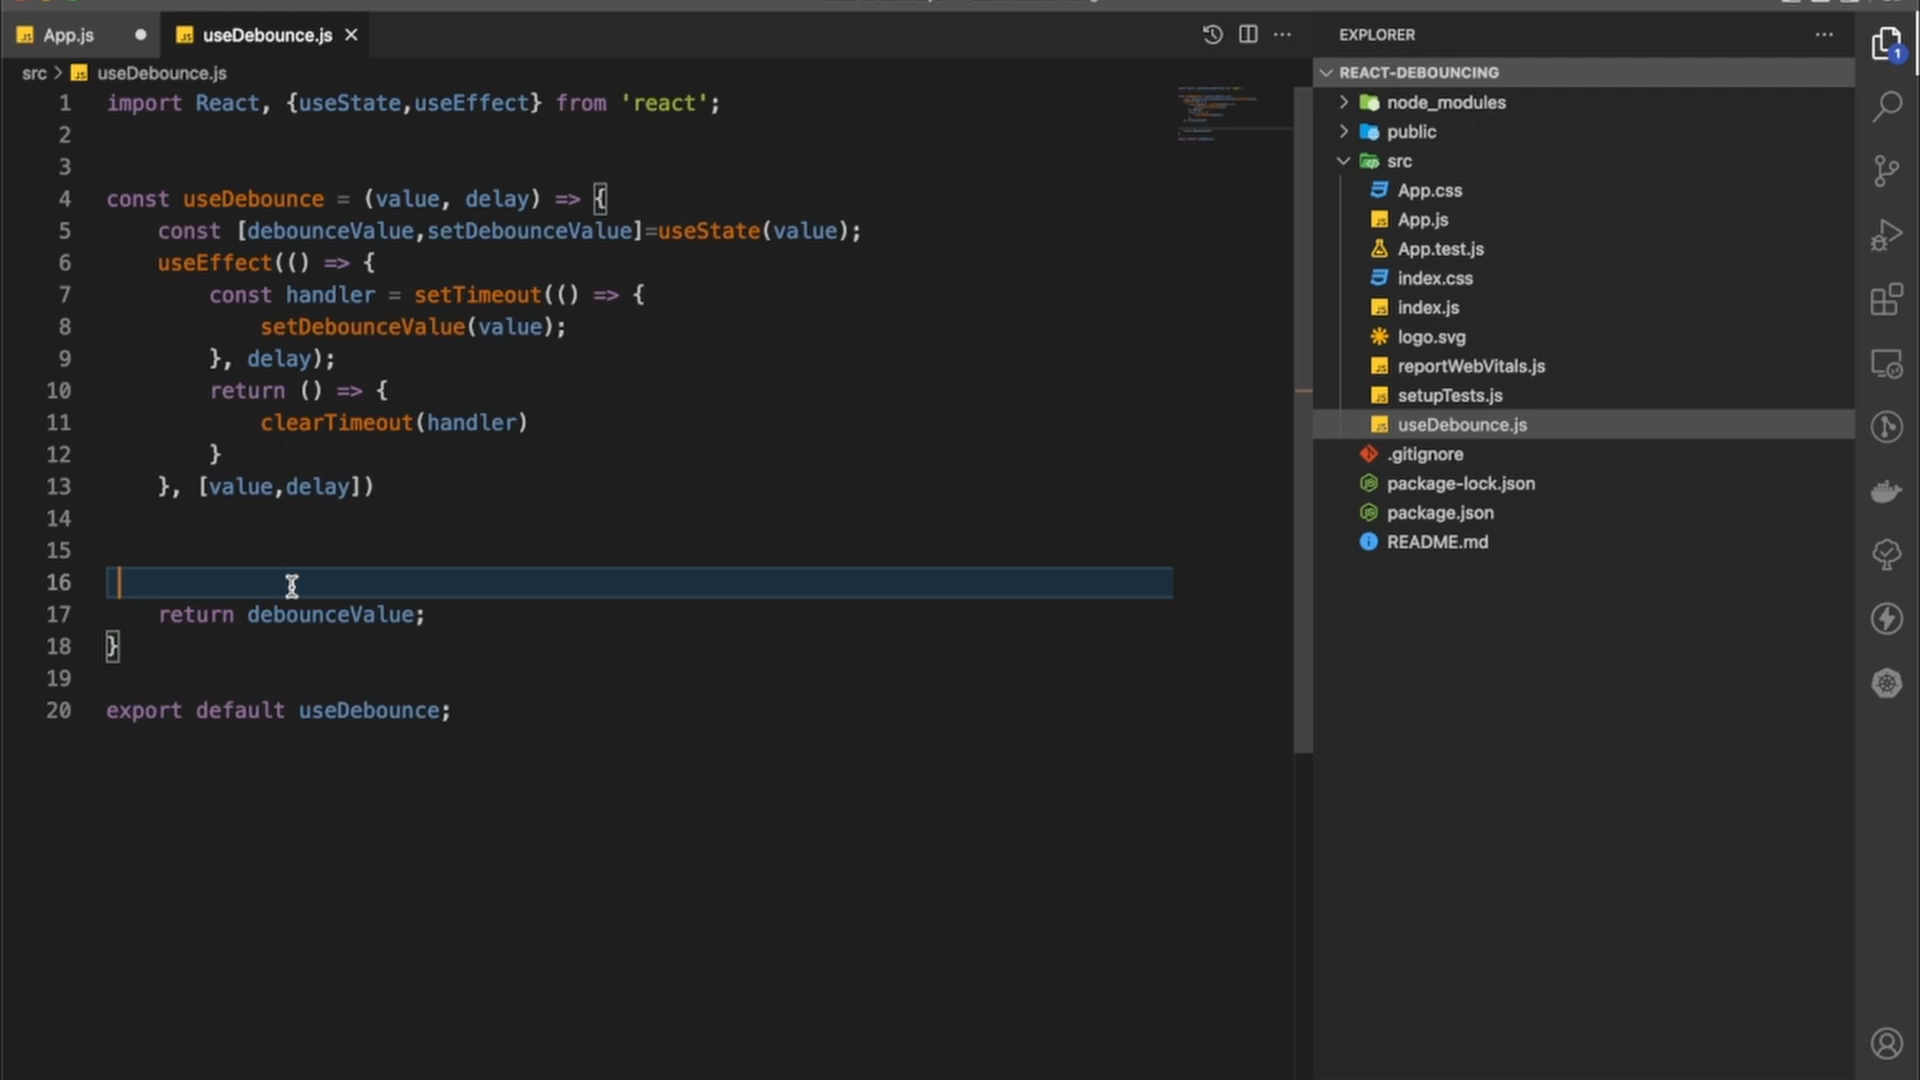 App.js
useDebounce.js
src > useDebounce.js
1 import React, {useState,useEffect} from 'react';
2
3
4 const useDebounce = (value, delay) => {
5 const [debounceValue,setDebounceValue]=useState(value);
6 useEffect(() => {
7 const handler = setTimeout(() => {
8 setDebounceValue(value);
9 }, delay);
10 return () => {
11 clearTimeout(handler)
12 }
13 }, [value,delay])
14
15
16
17 return debounceValue;
18 }
19
20 export default useDebounce;
EXPLORER
REACT-DEBOUNCING
node_modules
public
src
App.css
App.js
App.test.js
index.css
index.js
logo.svg
reportWebVitals.js
setupTests.js
useDebounce.js
.gitignore
package-lock.json
package.json
README.md
1